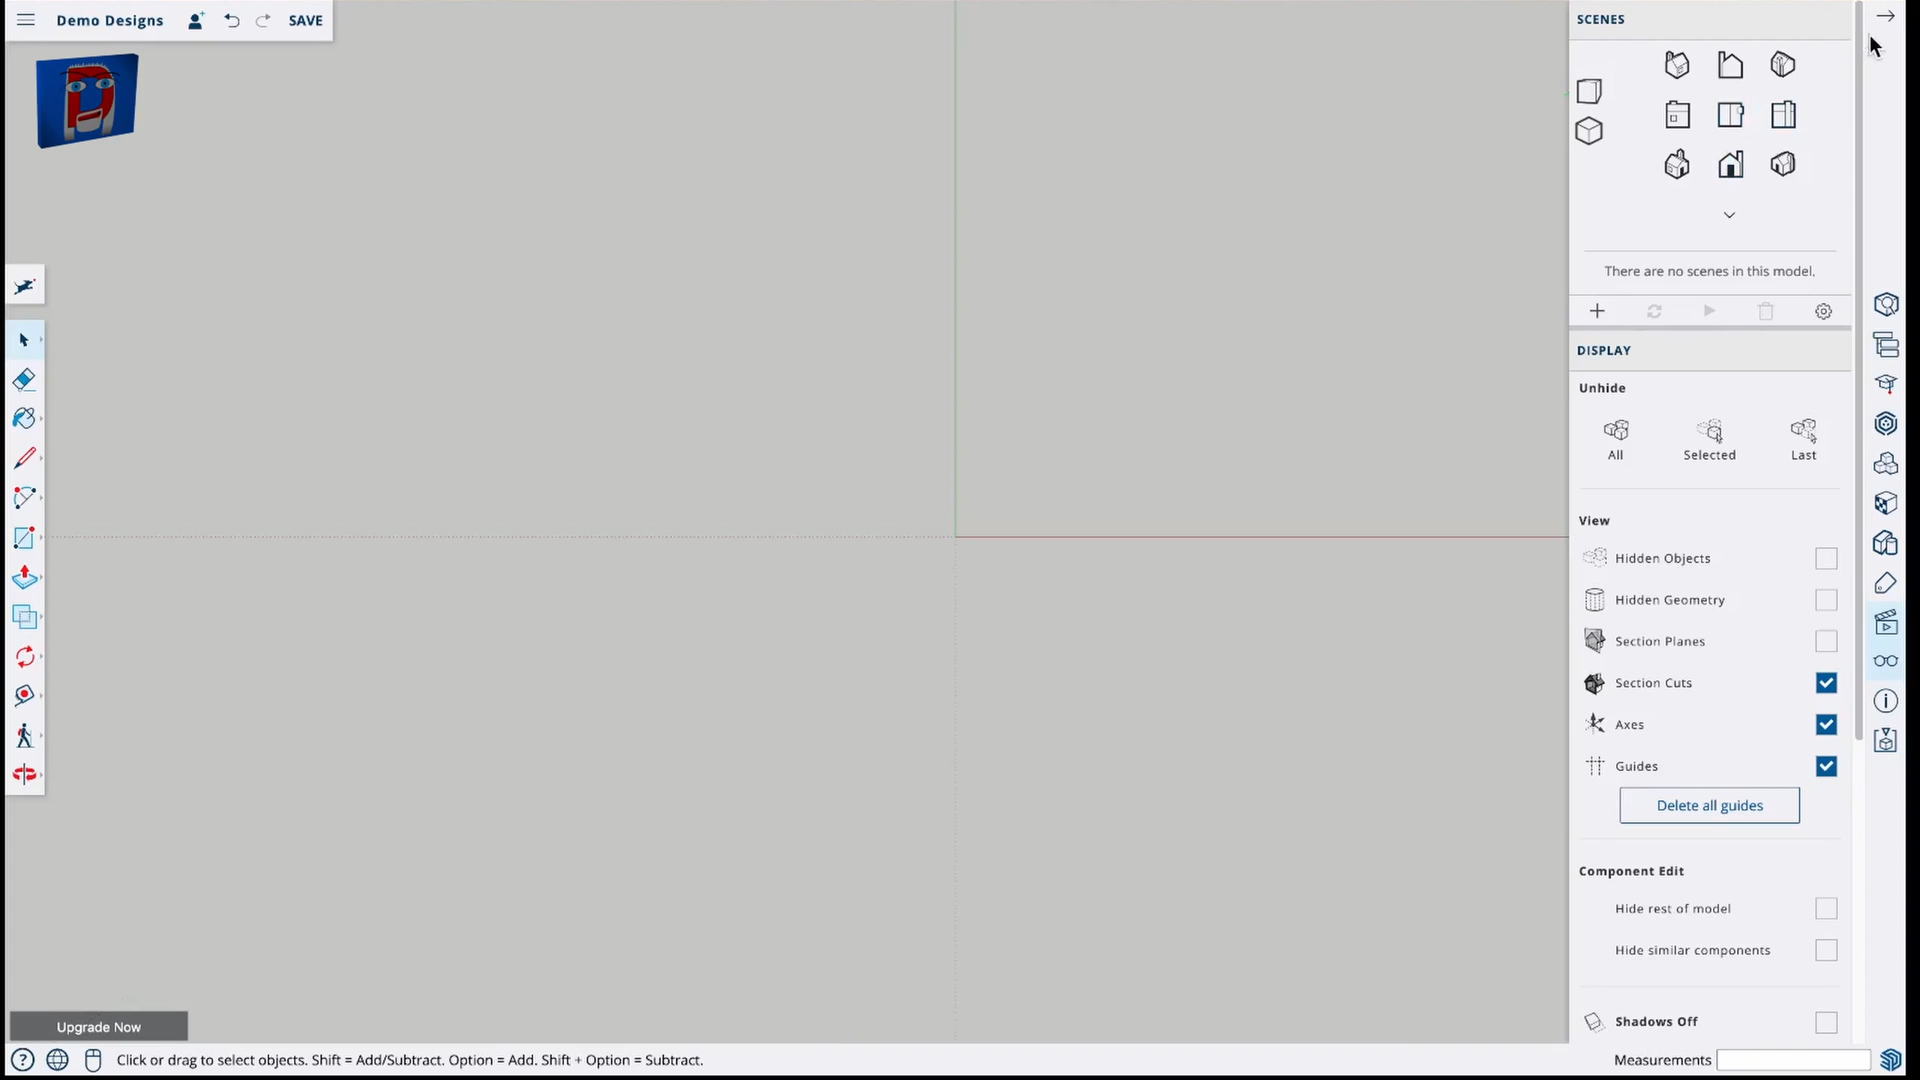 Demo Designs
SAVE
SCENES
There are no scenes in this model.
DISPLAY
Unhide
All
Selected
Last
View
Hidden Objects
Hidden Geometry
Section Planes
Section Cuts
Axes
Guides
Delete all guides
Component Edit
Hide rest of model
Hide similar components
Shadows Off
Upgrade Now
Click or drag to select objects. Shift = Add/Subtract. Option = Add. Shift + Option = Subtract.
Measurements